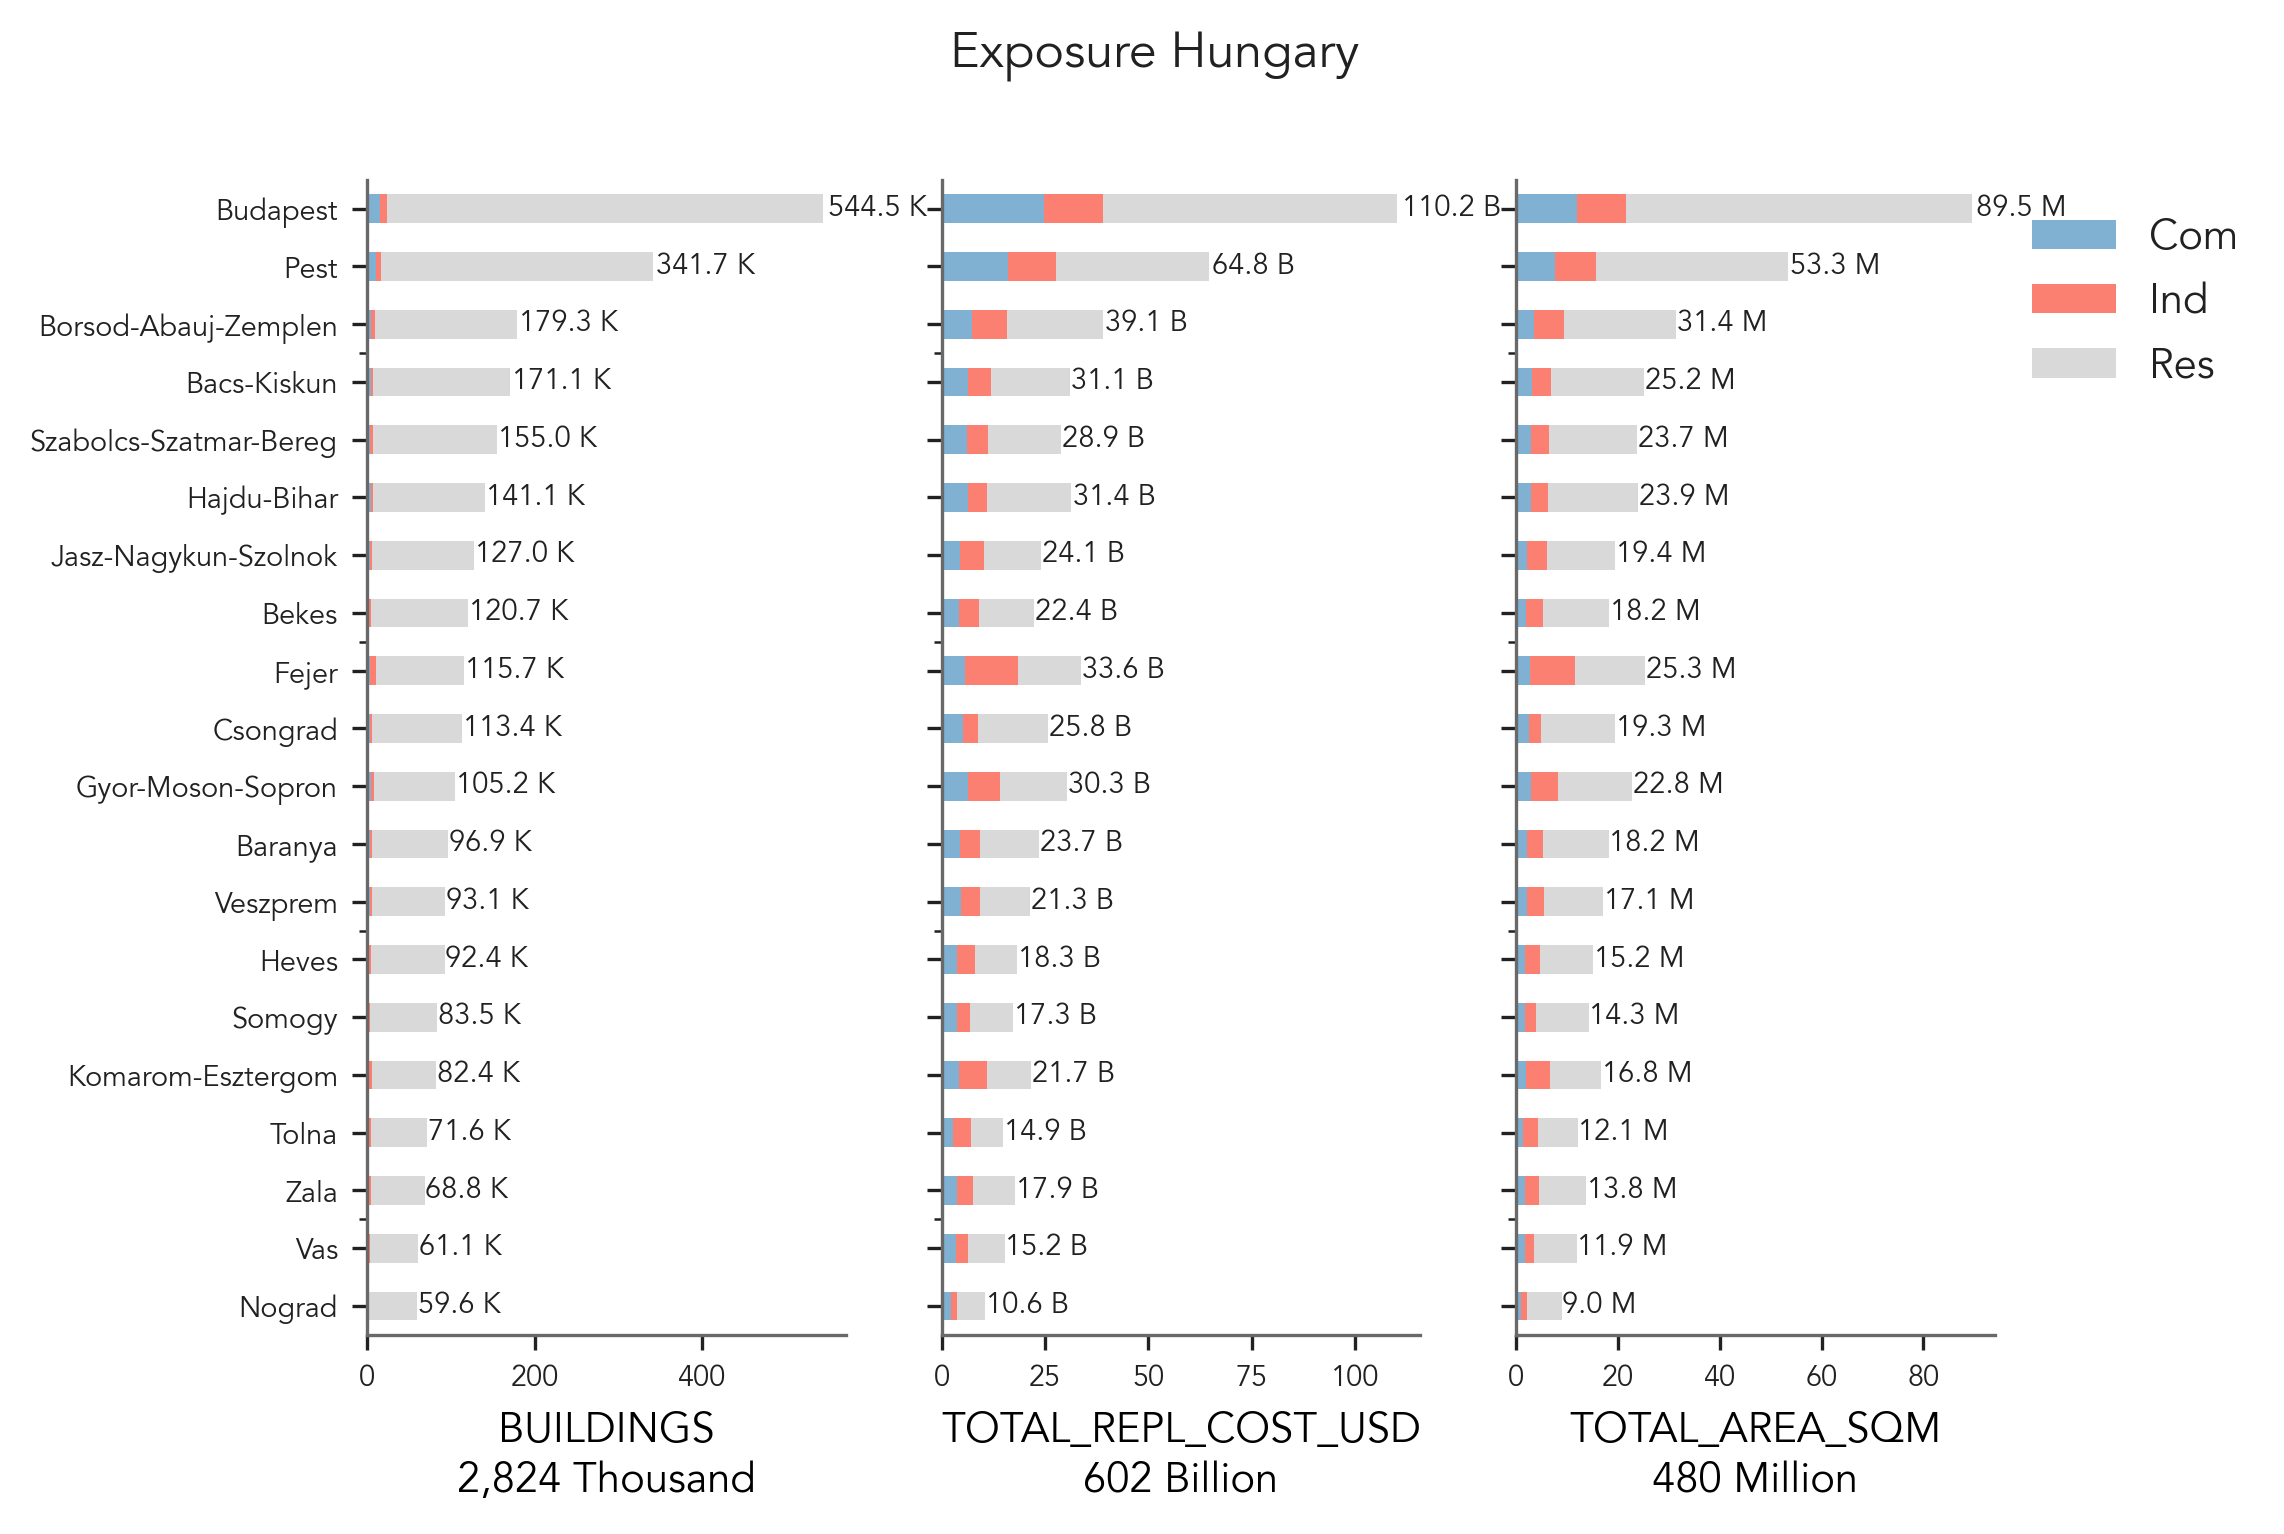 Exposure Hungary
Budapest 544.5 K 110.2 B 89.5 M
Pest 341.7 K 64.8 B 53.3 M
Borsod-Abauj-Zemplen 179.3 K 39.1 B 31.4 M
Bacs-Kiskun 171.1 K 31.1 B 25.2 M
Szabolcs-Szatmar-Bereg 155.0 K 28.9 B 23.7 M
Hajdu-Bihar 141.1 K 31.4 B 23.9 M
Jasz-Nagykun-Szolnok 127.0 K 24.1 B 19.4 M
Bekes 120.7 K 22.4 B 18.2 M
Fejer 115.7 K 33.6 B 25.3 M
Csongrad 113.4 K 25.8 B 19.3 M
Gyor-Moson-Sopron 105.2 K 30.3 B 22.8 M
Baranya 96.9 K 23.7 B 18.2 M
Veszprem 93.1 K 21.3 B 17.1 M
Heves 92.4 K 18.3 B 15.2 M
Somogy 83.5 K 17.3 B 14.3 M
Komarom-Esztergom 82.4 K 21.7 B 16.8 M
Tolna 71.6 K 14.9 B 12.1 M
Zala 68.8 K 17.9 B 13.8 M
Vas 61.1 K 15.2 B 11.9 M
Nograd 59.6 K 10.6 B 9.0 M
0 200 400
BUILDINGS
2,824 Thousand
0 25 50 75 100
TOTAL_REPL_COST_USD
602 Billion
0 20 40 60 80
TOTAL_AREA_SQM
480 Million
Com
Ind
Res